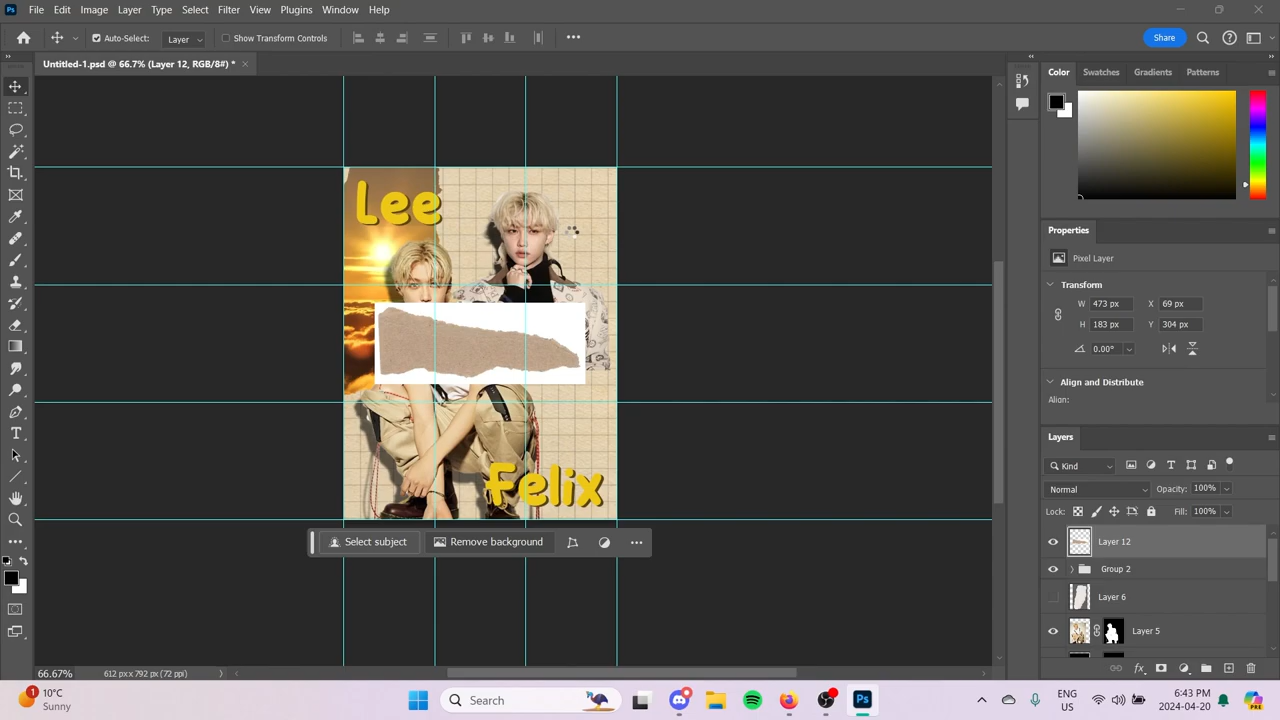 File Edit Image Layer Type Select Filter View Plugins Window Help
Auto-Select: Layer Show Transform Controls Share
Untitled-1.psd @ 66.7% (Layer 12, RGB/8#) *
Color Swatches Gradients Patterns
Lee
Felix
Select subject Remove background
Properties
Pixel Layer
Transform
W 473 px X 69 px
H 183 px Y 304 px
0.00°
Align and Distribute
Align:
Layers
Kind
Normal Opacity: 100%
Lock: Fill: 100%
Layer 12
Group 2
Layer 6
Layer 5
66.67% 612 px x 792 px (72 ppi)
1 10°C
Sunny
Search
ENG
US
6:43 PM
2024-04-20
PRE